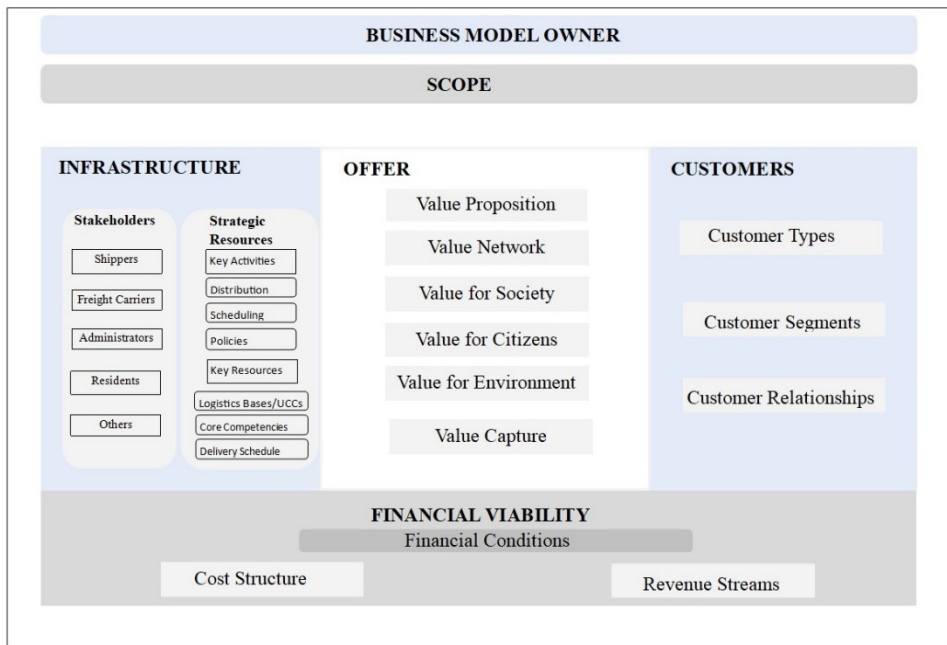 BUSINESS MODEL OWNER
SCOPE
INFRASTRUCTURE
Stakeholders
Shippers
Freight Carriers
Administrators
Residents
Others
Strategic
Resources
Key Activities
Distribution
Scheduling
Policies
Key Resources
Logistics Bases/UCCs
Core Competencies
Delivery Schedule
OFFER
Value Proposition
Value Network
Value for Society
Value for Citizens
Value for Environment
Value Capture
CUSTOMERS
Customer Types
Customer Segments
Customer Relationships
FINANCIAL VIABILITY
Financial Conditions
Cost Structure
Revenue Streams